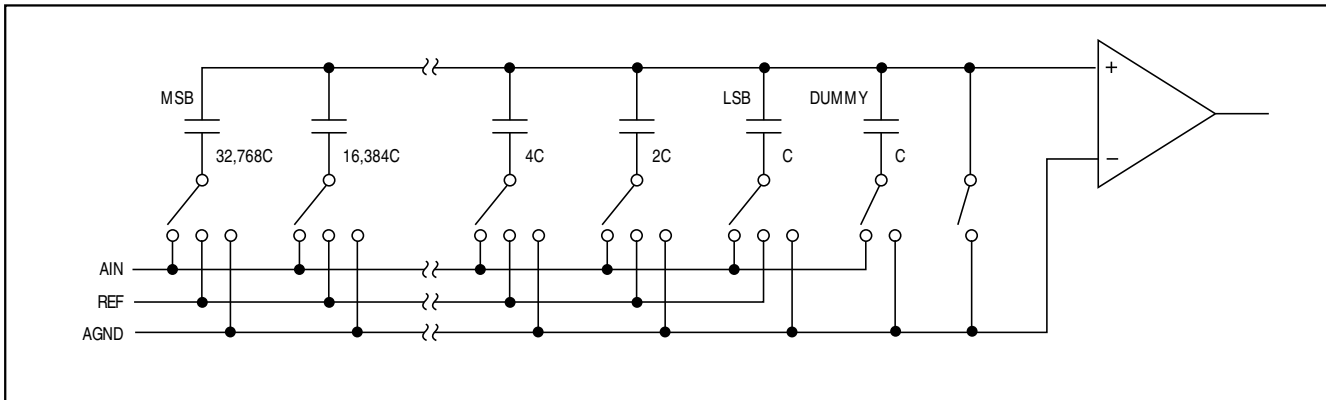 MSB
LSB
DUMMY
+
32,768C
16,384C
4C
2C
C
C
−
AIN
REF
AGND